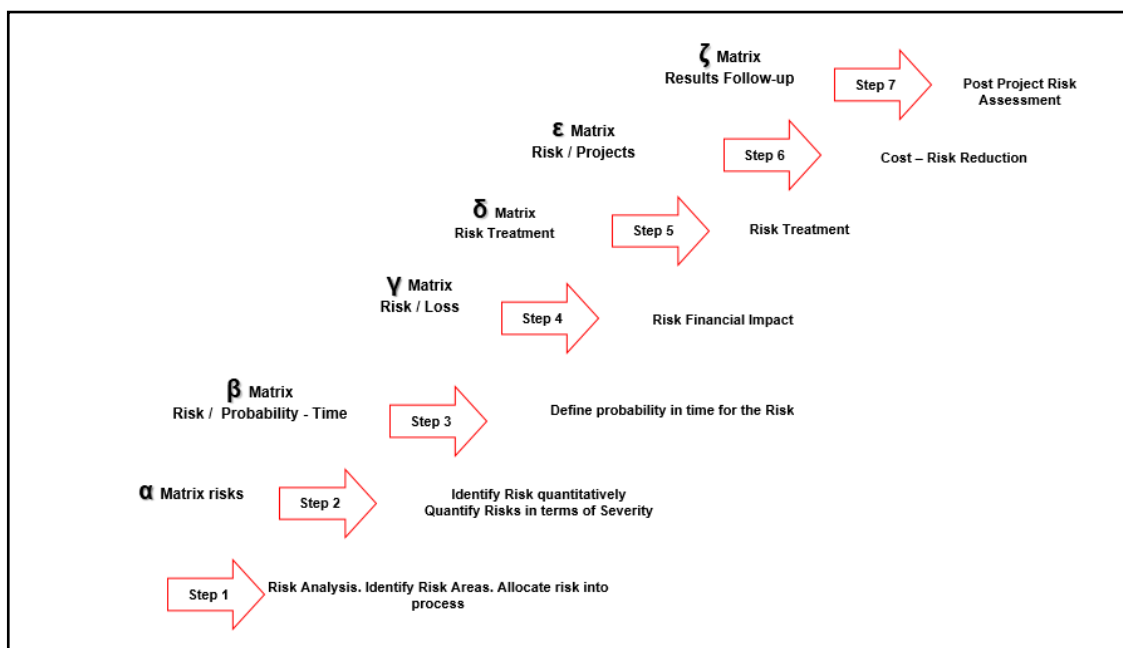 ζ Matrix
Results Follow-up
Step 7
Post Project Risk
Assessment
ε Matrix
Risk / Projects
Step 6
Cost – Risk Reduction
δ Matrix
Risk Treatment
Step 5
Risk Treatment
γ Matrix
Risk / Loss
Step 4
Risk Financial Impact
β Matrix
Risk / Probability - Time
Step 3
Define probability in time for the Risk
α Matrix risks
Step 2
Identify Risk quantitatively
Quantify Risks in terms of Severity
Step 1
Risk Analysis. Identify Risk Areas. Allocate risk into
process